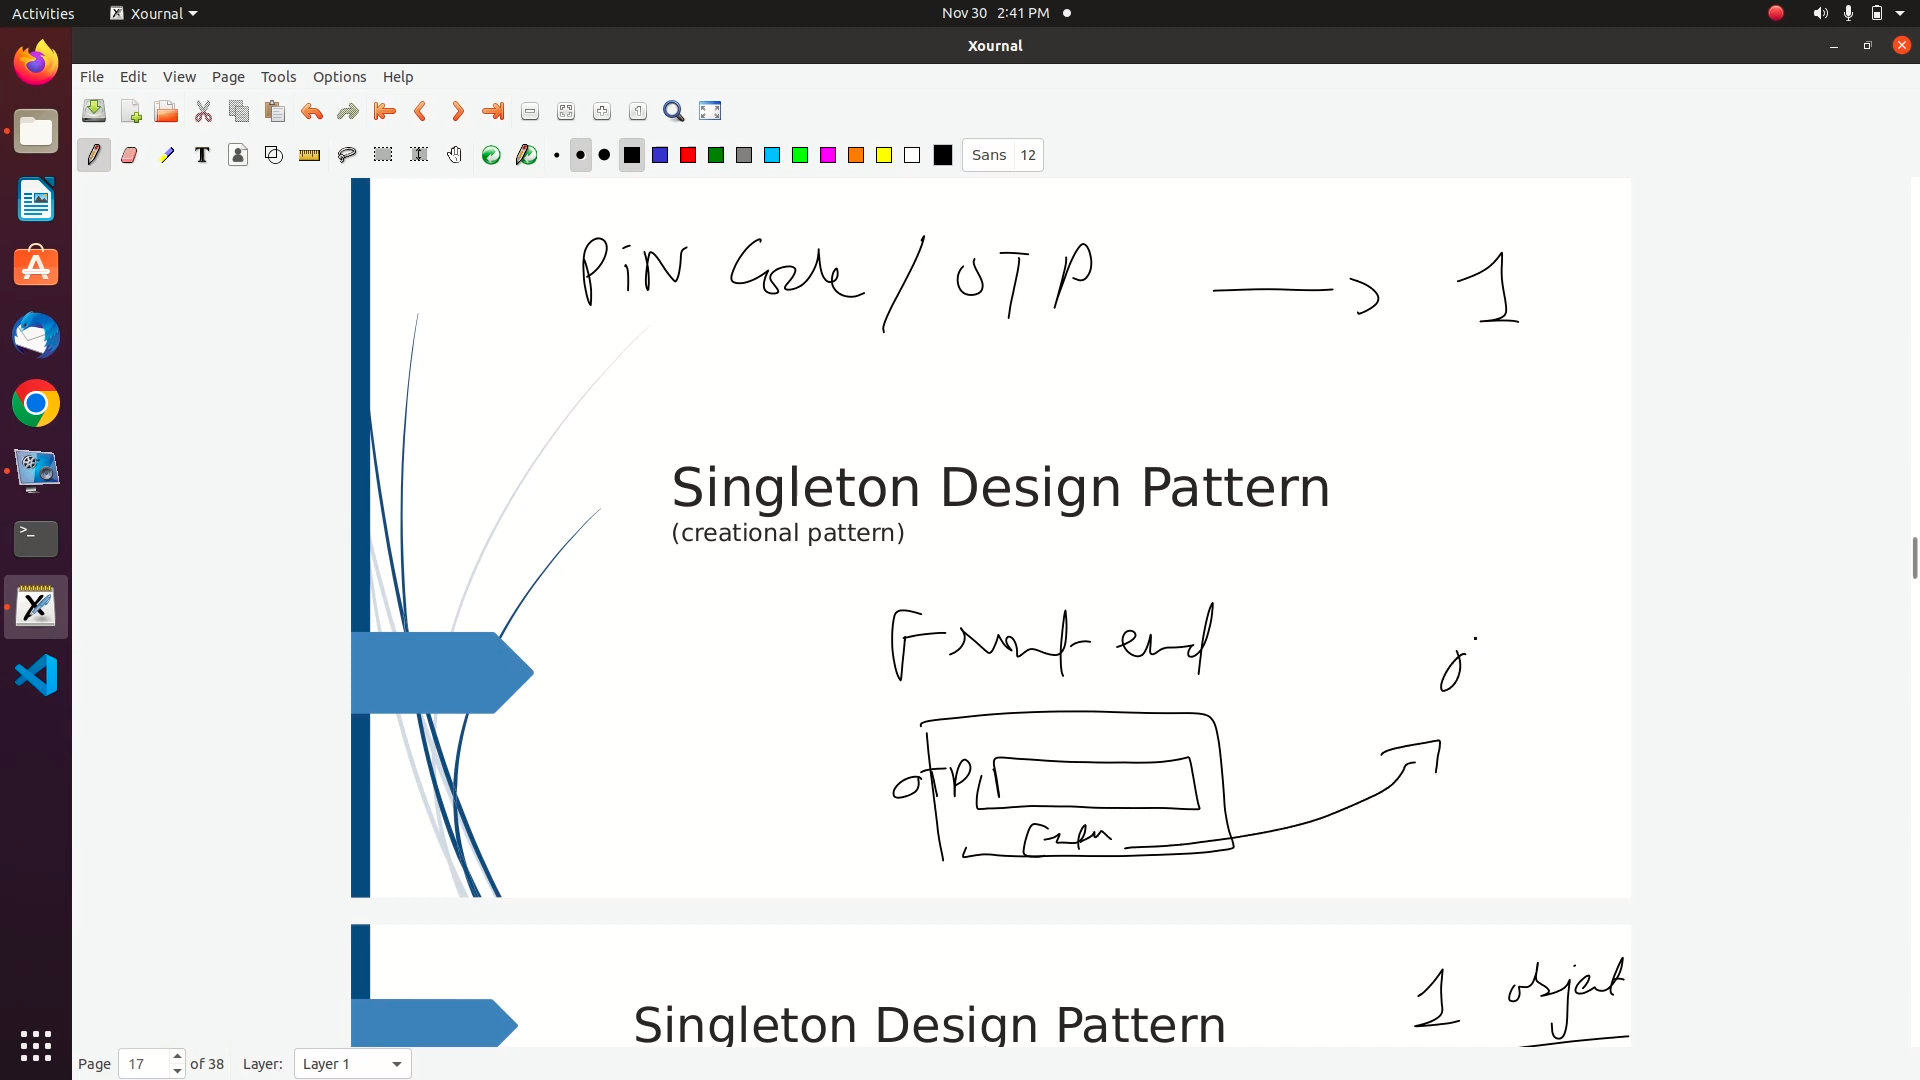 Activities Xournal Nov 30 2:41 PM
Xournal
File Edit View Page Tools Options Help
Sans 12
PiN Code / OTP → 1
Singleton Design Pattern
(creational pattern)
Front end
OTP
Singleton Design Pattern
1 object
Page 17 of 38 Layer: Layer 1